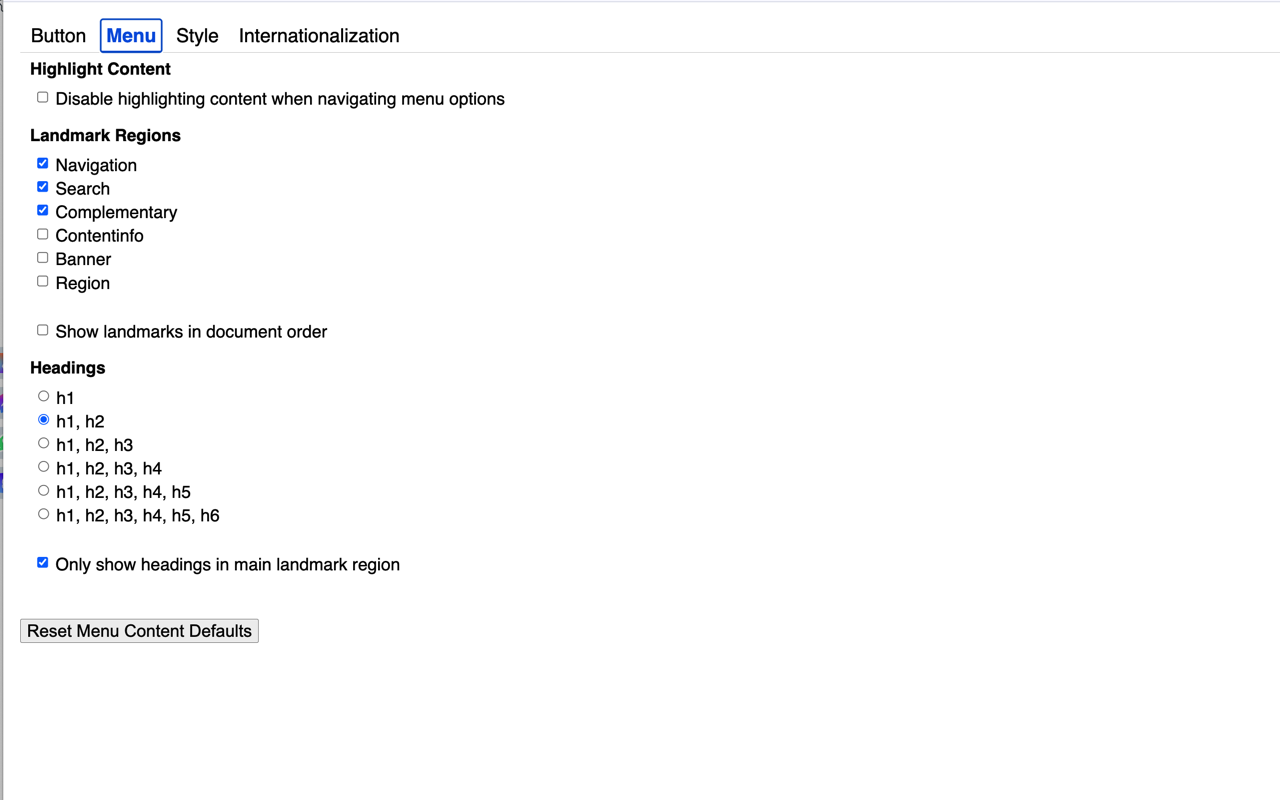 Button Menu Style Internationalization
Highlight Content
Disable highlighting content when navigating menu options
Landmark Regions
Navigation
Search
Complementary
Contentinfo
Banner
Region
Show landmarks in document order
Headings
h1
h1, h2
h1, h2, h3
h1, h2, h3, h4
h1, h2, h3, h4, h5
h1, h2, h3, h4, h5, h6
Only show headings in main landmark region
Reset Menu Content Defaults